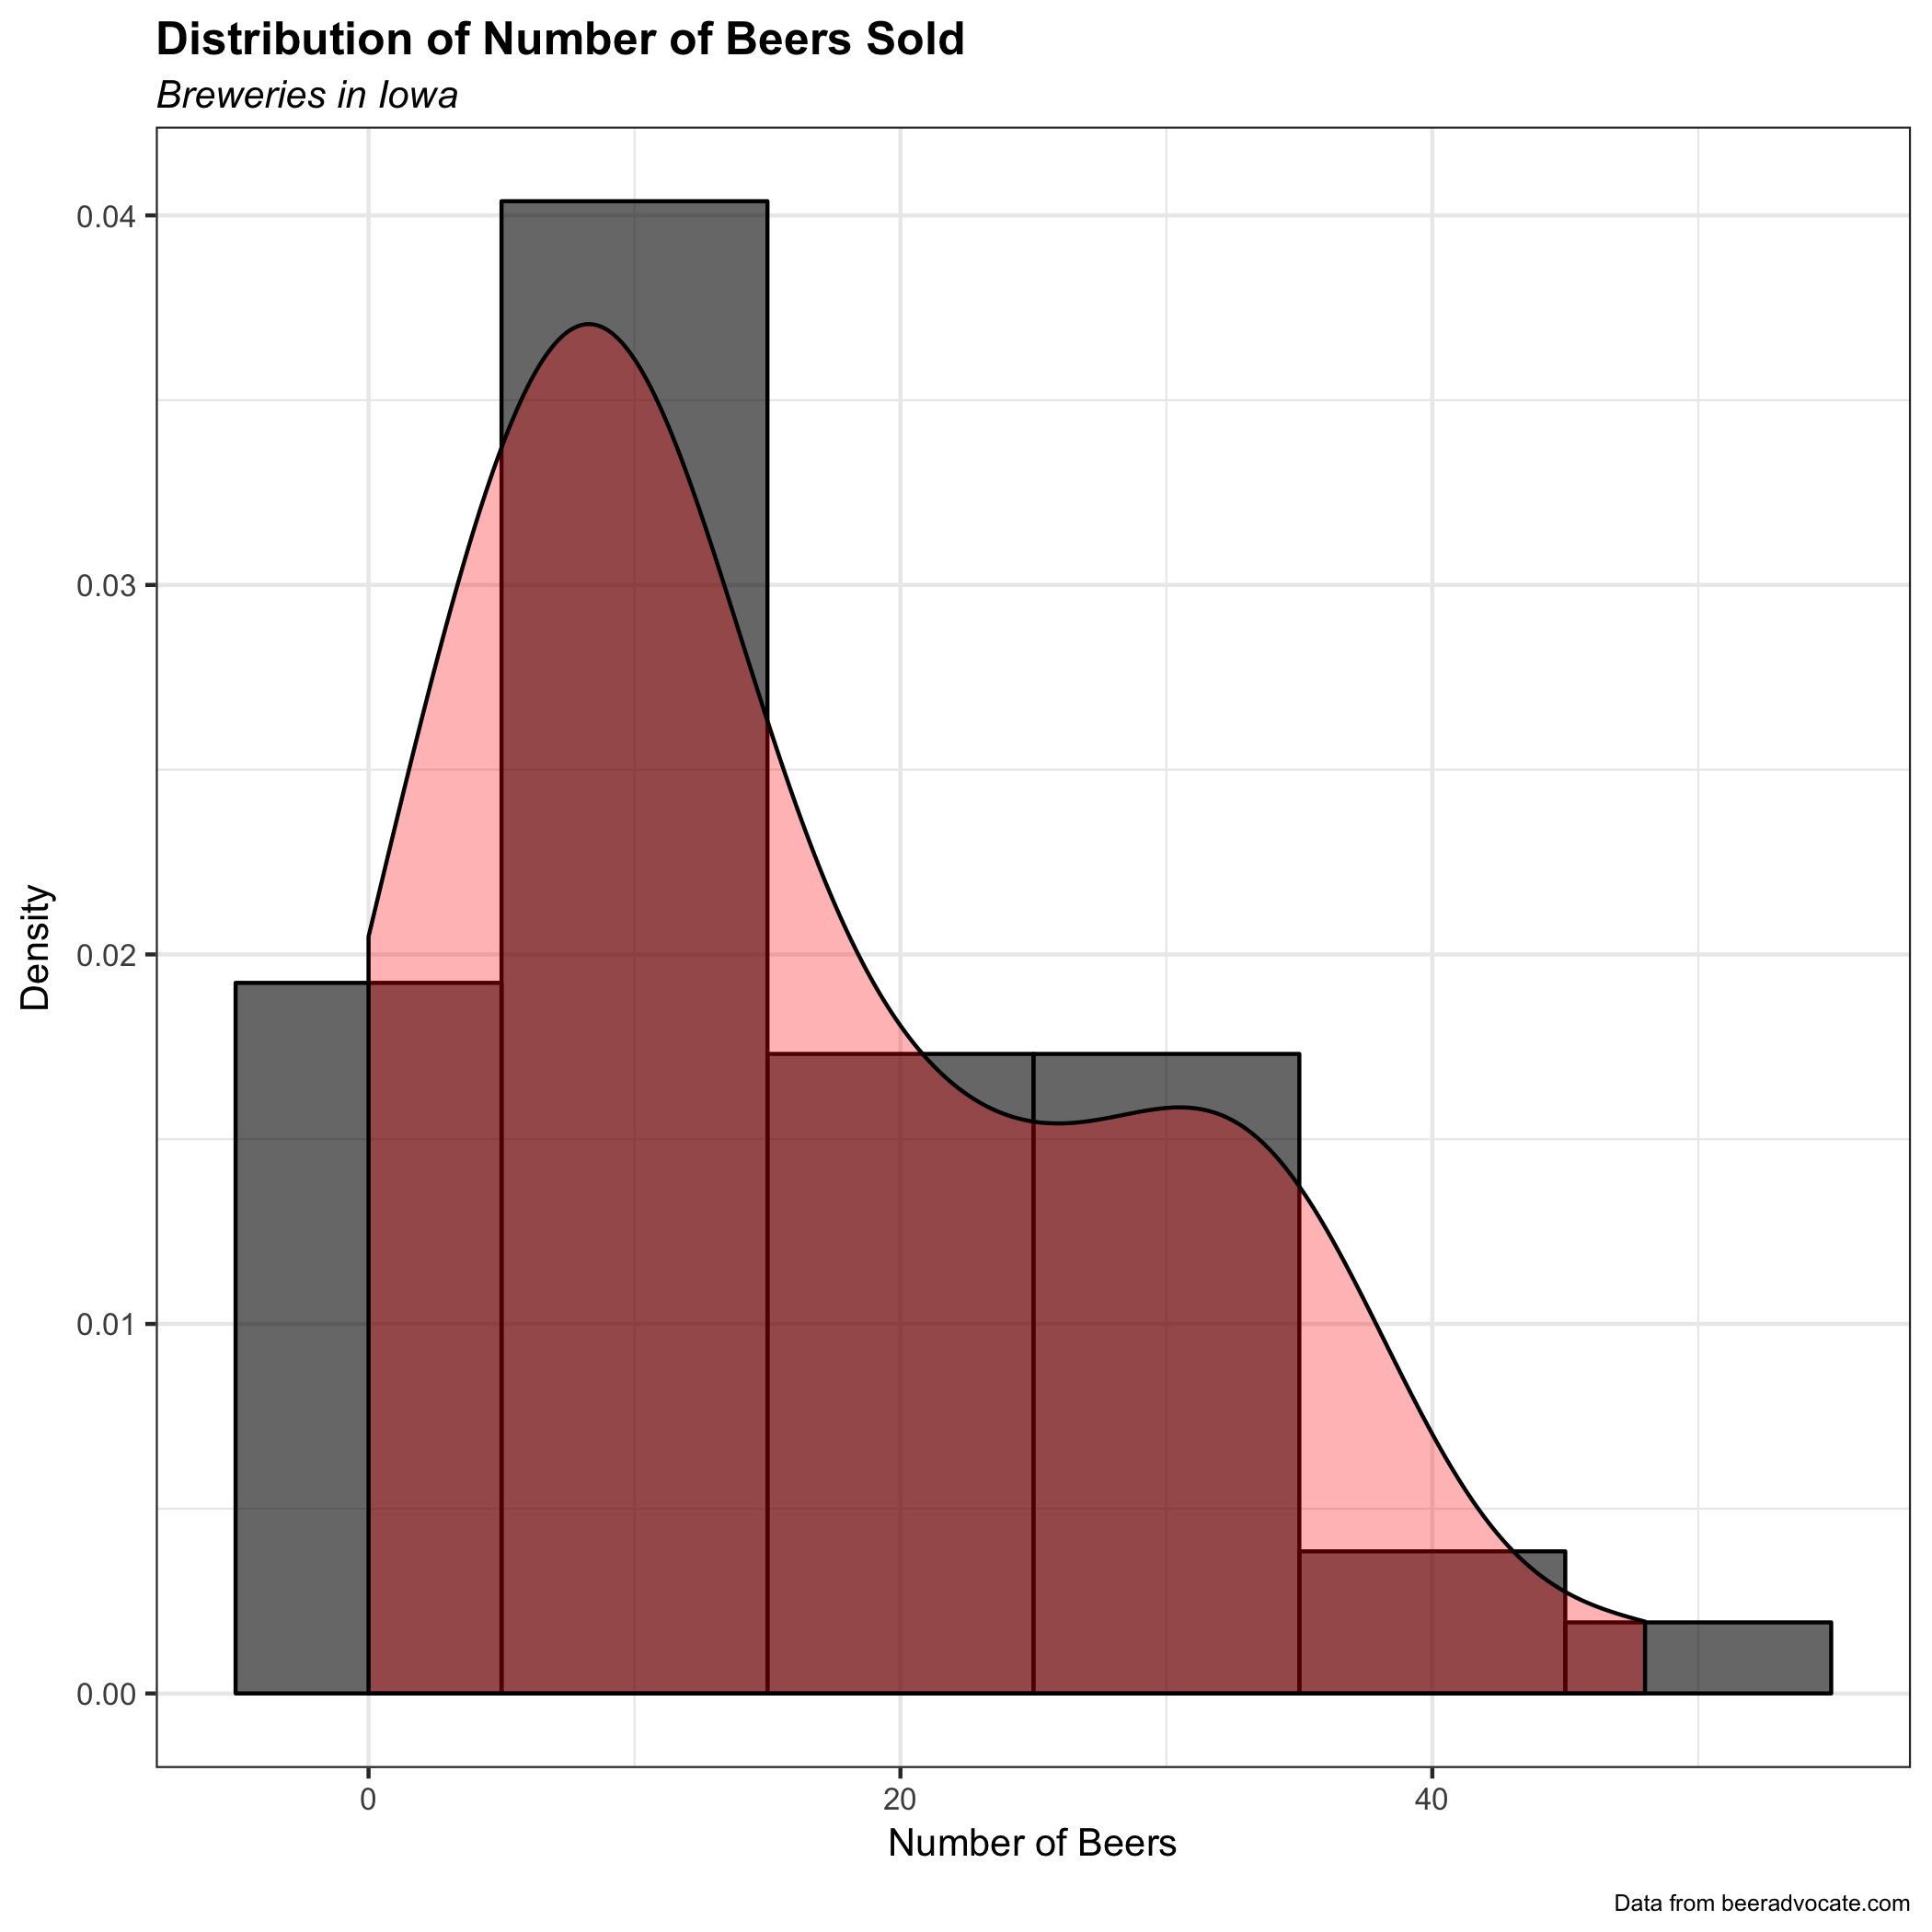 Distribution of Number of Beers Sold
Breweries in Iowa
Density
0.04
0.03
0.02
0.01
0.00
0 20 40
Number of Beers
Data from beeradvocate.com